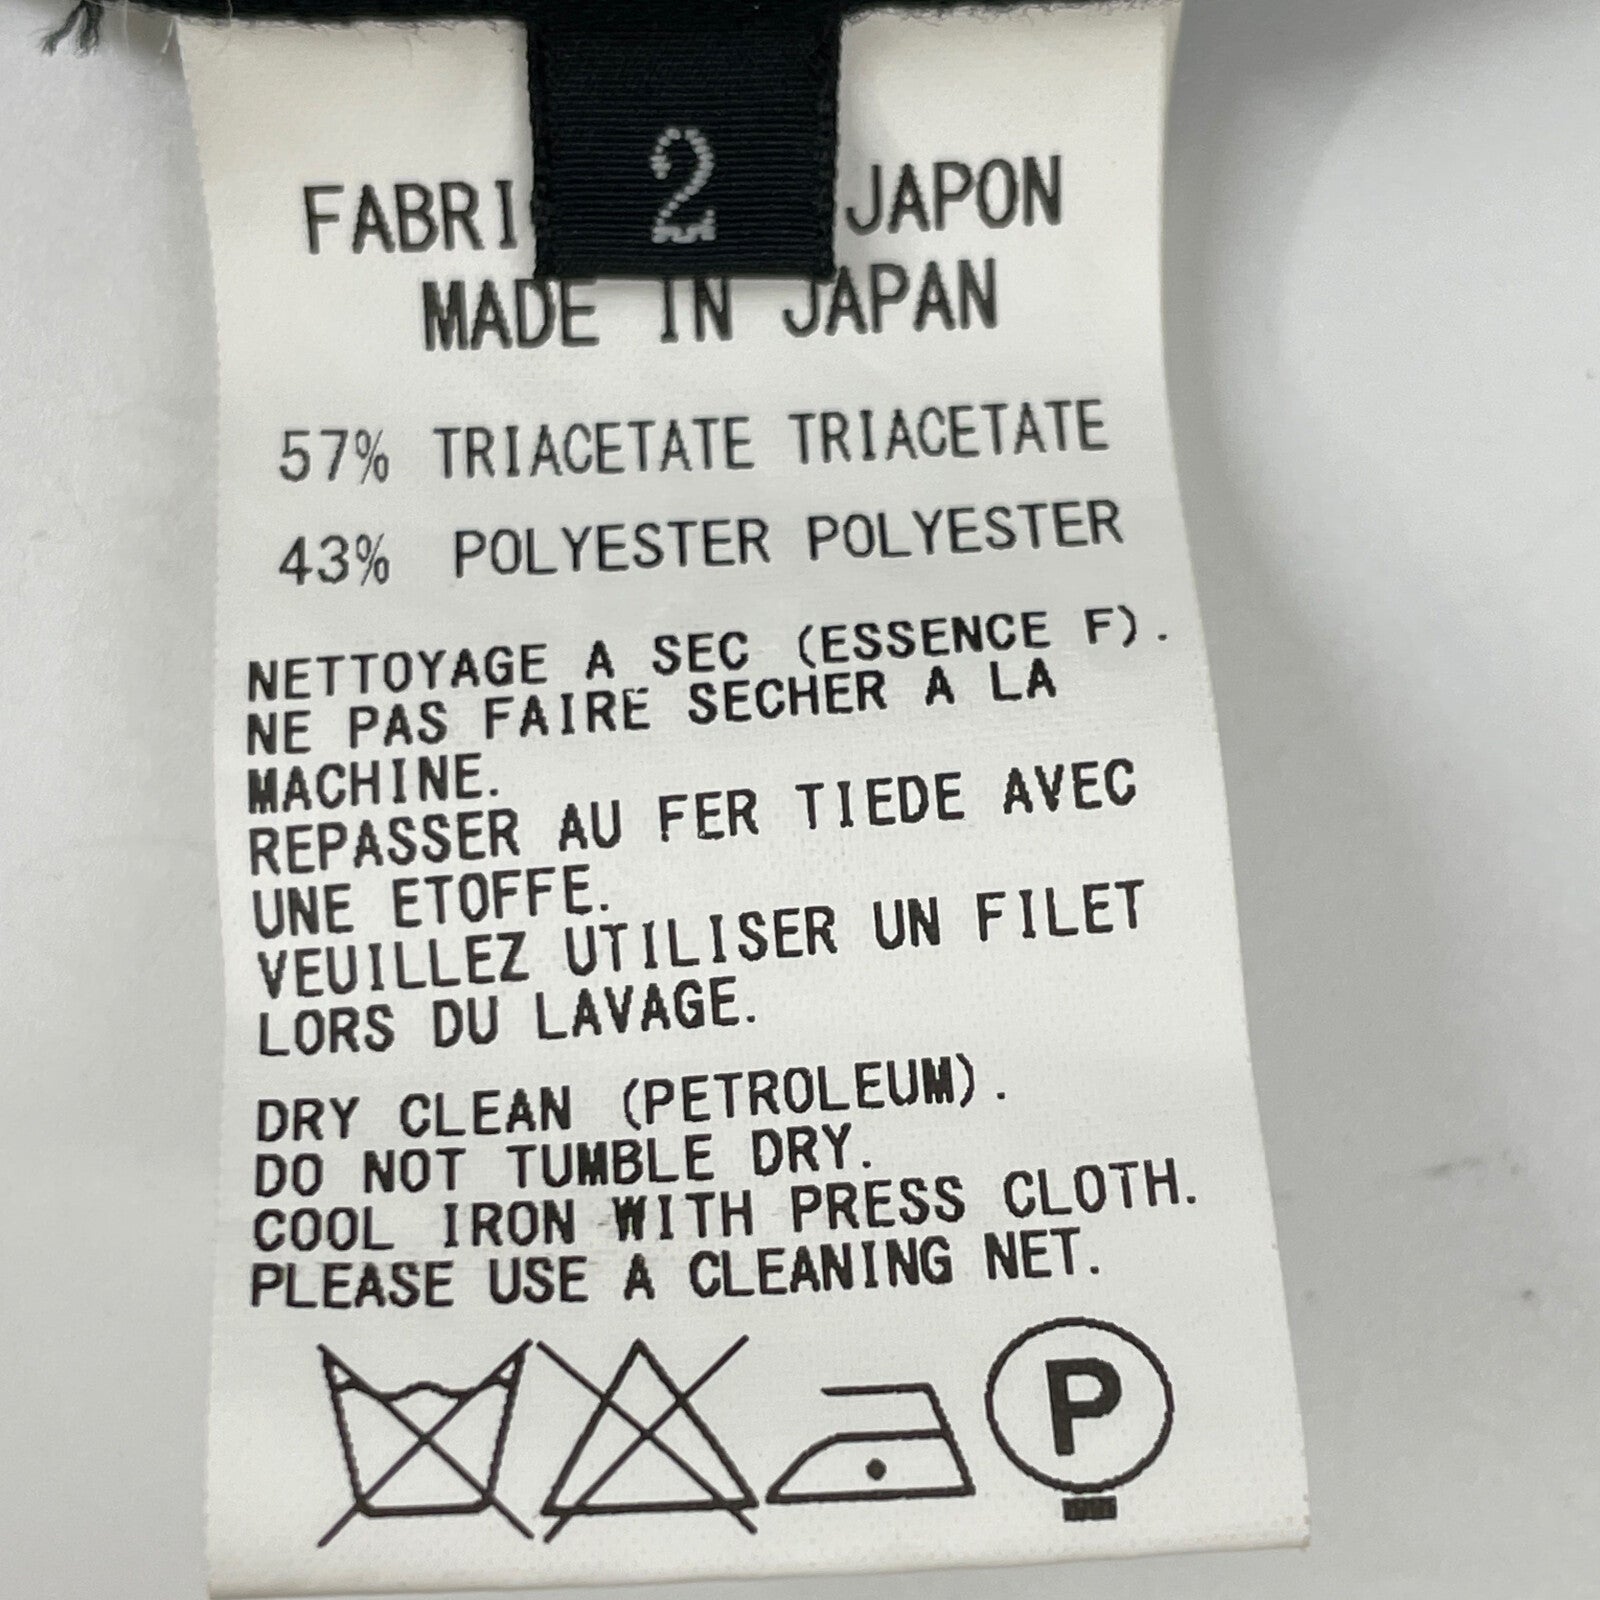 2
JAPON
MADE IN JAPAN
57% TRIACETATE TRIACETATE
43% POLYESTER POLYESTER
NETTOYAGE A SEC (ESSENCE F).
NE PAS FAIRE SECHER A LA
MACHINE.
REPASSER AU FER TIEDE AVEC
UNE ETOFFE.
VEUILLEZ UTILISER UN FILET
LORS DU LAVAGE.
DRY CLEAN (PETROLEUM).
DO NOT TUMBLE DRY.
COOL IRON WITH PRESS CLOTH.
PLEASE USE A CLEANING NET.
P